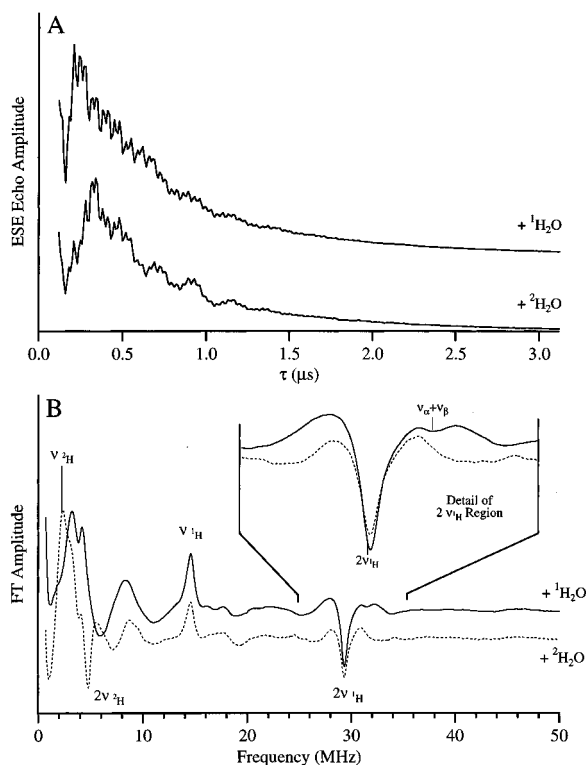 A
ESE Echo Amplitude
+ ¹H₂O
+ ²H₂O
0.0 0.5 1.0 1.5 2.0 2.5 3.0
τ (μs)
B
FT Amplitude
ν ²H
ν ¹H
να+νβ
2ν¹H
Detail of
2 ν¹H Region
+ ¹H₂O
+ ²H₂O
2ν ²H
2ν ¹H
0 10 20 30 40 50
Frequency (MHz)